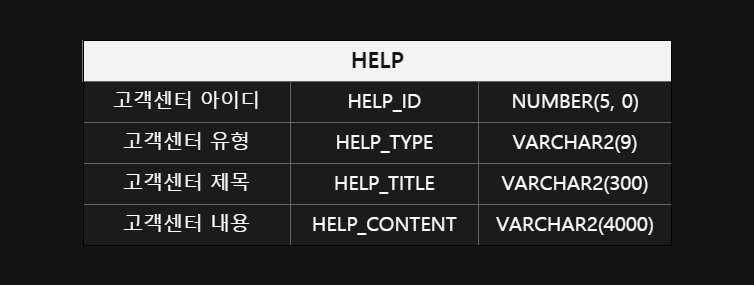 HELP
고객센터 아이디 HELP_ID NUMBER(5, 0)
고객센터 유형 HELP_TYPE VARCHAR2(9)
고객센터 제목 HELP_TITLE VARCHAR2(300)
고객센터 내용 HELP_CONTENT VARCHAR2(4000)